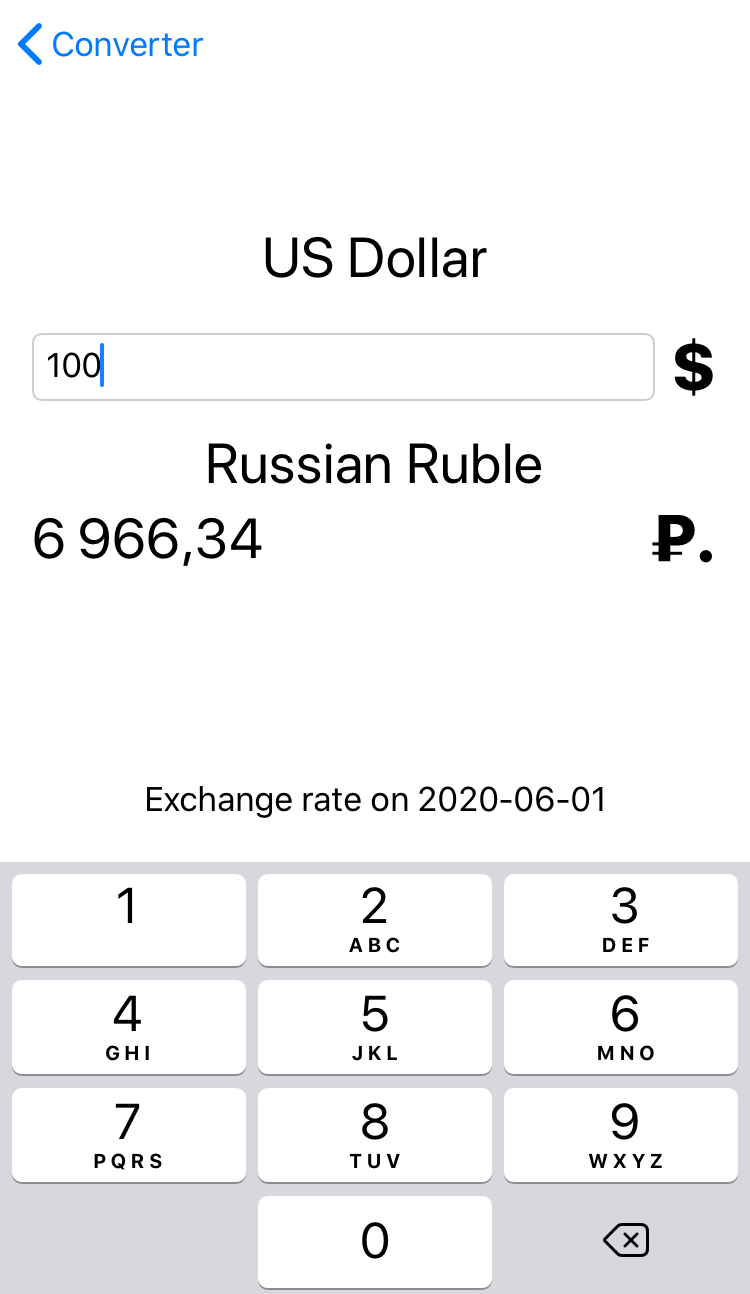 Converter
US Dollar
100 $
Russian Ruble
6 966,34 ₽.
Exchange rate on 2020-06-01
1 2 3
ABC DEF
4 5 6
GHI JKL MNO
7 8 9
PQRS TUV WXYZ
0